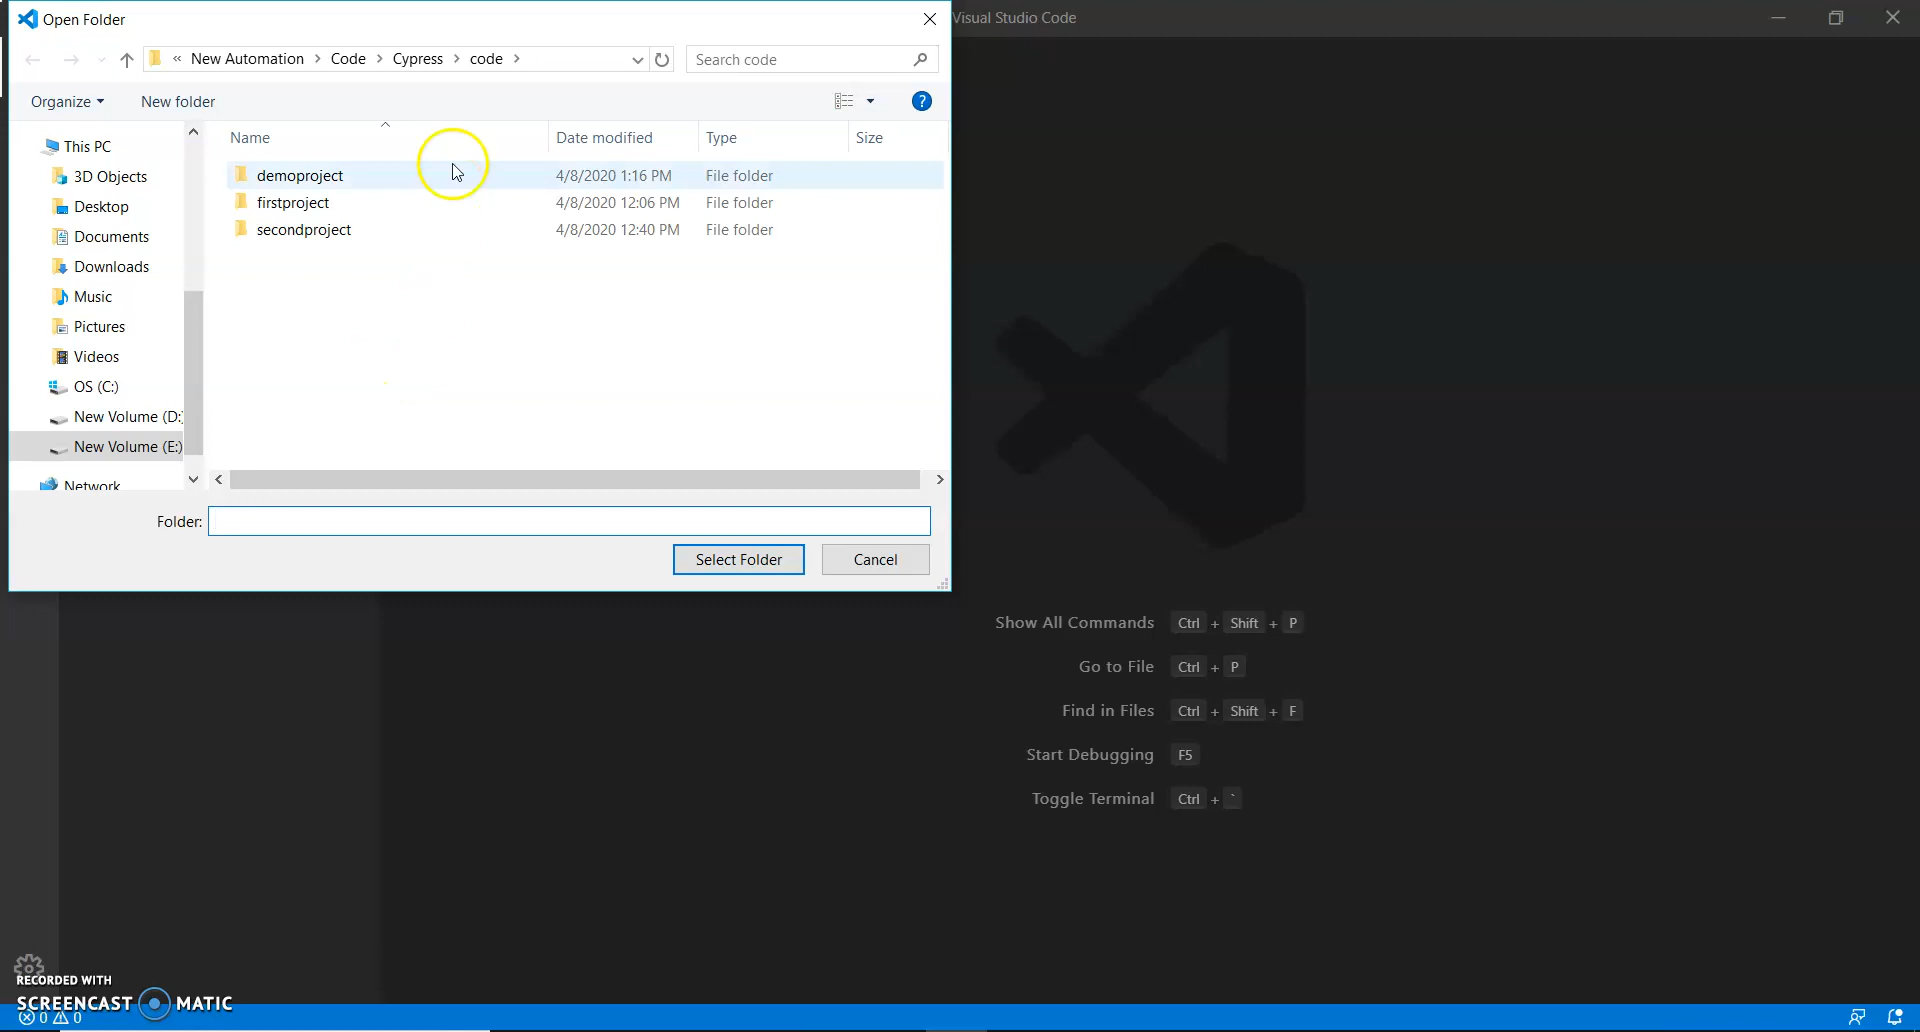 Open Folder
Visual Studio Code
« New Automation > Code > Cypress > code >
Search code
Organize
New folder
?
Name
Date modified
Type
Size
This PC
3D Objects
Desktop
Documents
Downloads
Music
Pictures
Videos
OS (C:)
New Volume (D:)
New Volume (E:)
Network
demoproject 4/8/2020 1:16 PM File folder
firstproject 4/8/2020 12:06 PM File folder
secondproject 4/8/2020 12:40 PM File folder
Folder:
Select Folder
Cancel
Show All Commands Ctrl + Shift + P
Go to File Ctrl + P
Find in Files Ctrl + Shift + F
Start Debugging F5
Toggle Terminal Ctrl + `
RECORDED WITH
SCREENCAST MATIC
0 0